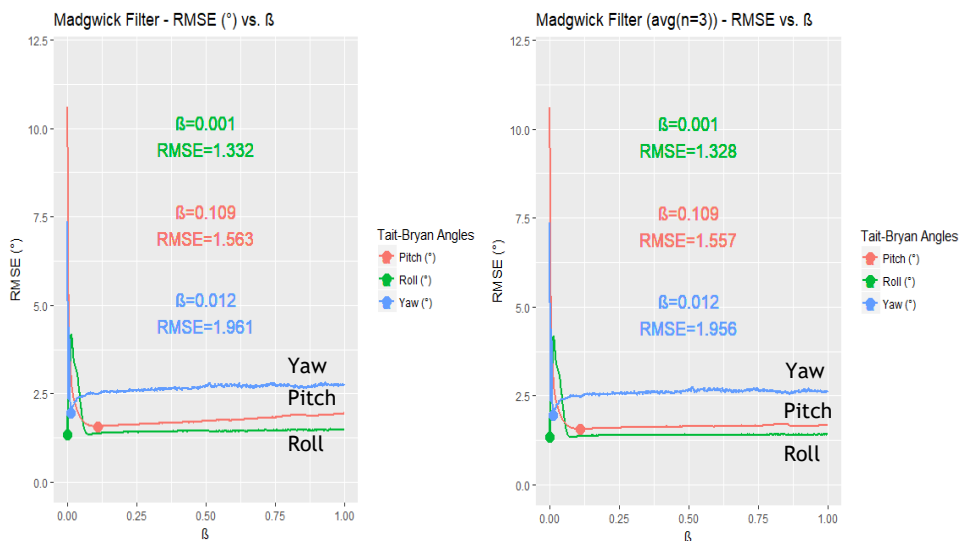 Madgwick Filter - RMSE (°) vs. ß
12.5
10.0
7.5
5.0
2.5
0.0
RMSE (°)
ß=0.001
RMSE=1.332
ß=0.109
RMSE=1.563
ß=0.012
RMSE=1.961
Yaw
Pitch
Roll
0.00 0.25 0.50 0.75 1.00
ß
Tait-Bryan Angles
Pitch (°)
Roll (°)
Yaw (°)
Madgwick Filter (avg(n=3)) - RMSE vs. ß
12.5
10.0
7.5
5.0
2.5
0.0
RMSE (°)
ß=0.001
RMSE=1.328
ß=0.109
RMSE=1.557
ß=0.012
RMSE=1.956
Yaw
Pitch
Roll
0.00 0.25 0.50 0.75 1.00
ß
Tait-Bryan Angles
Pitch (°)
Roll (°)
Yaw (°)